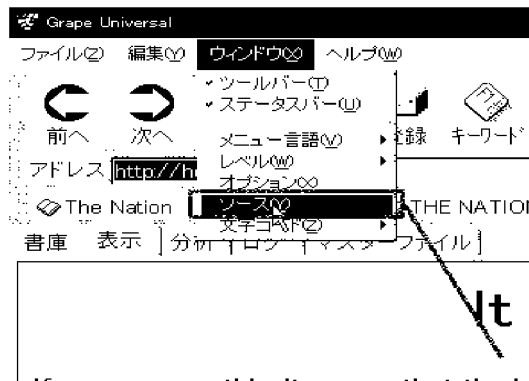 Grape Universal
ファイル(Z) 編集(Y) ウィンドウ(X) ヘルプ(W)
ツールバー(T)
ステータスバー(U)
前へ 次へ 登録 キーワード
メニュー言語(V)
レベル(W)
アドレス http://h
オプション(X)
The Nation ソース(Y) THE NATION
文字コード(Z)
書庫 表示 分析 ログ マスターファイル
It